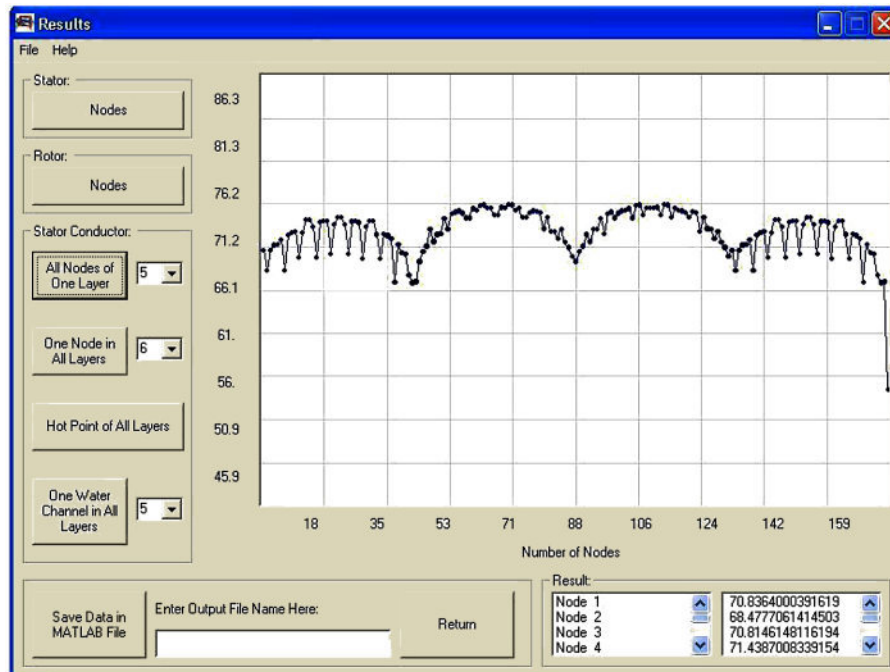 Results
File Help
Stator:
Nodes
Rotor:
Nodes
Stator Conductor:
All Nodes of
One Layer
5
One Node in
All Layers
6
Hot Point of All Layers
One Water
Channel in All
Layers
5
86.3
81.3
76.2
71.2
66.1
61.
56.
50.9
45.9
18 35 53 71 88 106 124 142 159
Number of Nodes
Save Data in
MATLAB File
Enter Output File Name Here:
Return
Result:
Node 1 70.8364000391619
Node 2 68.4777061414503
Node 3 70.8146148116194
Node 4 71.4387008339154